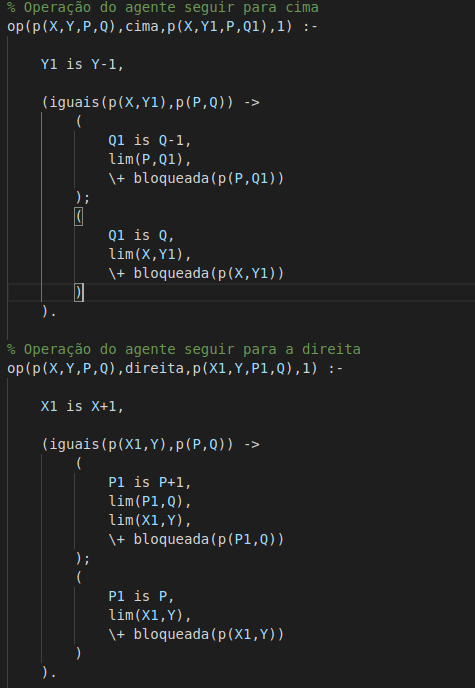 % Operação do agente seguir para cima
op(p(X,Y,P,Q),cima,p(X,Y1,P,Q1),1) :-
Y1 is Y-1,
(iguais(p(X,Y1),p(P,Q)) ->
(
Q1 is Q-1,
lim(P,Q1),
\+ bloqueada(p(P,Q1))
);
(
Q1 is Q,
lim(X,Y1),
\+ bloqueada(p(X,Y1))
)
).
% Operação do agente seguir para a direita
op(p(X,Y,P,Q),direita,p(X1,Y,P1,Q),1) :-
X1 is X+1,
(iguais(p(X1,Y),p(P,Q)) ->
(
P1 is P+1,
lim(P1,Q),
lim(X1,Y),
\+ bloqueada(p(P1,Q))
);
(
P1 is P,
lim(X1,Y),
\+ bloqueada(p(X1,Y))
)
).